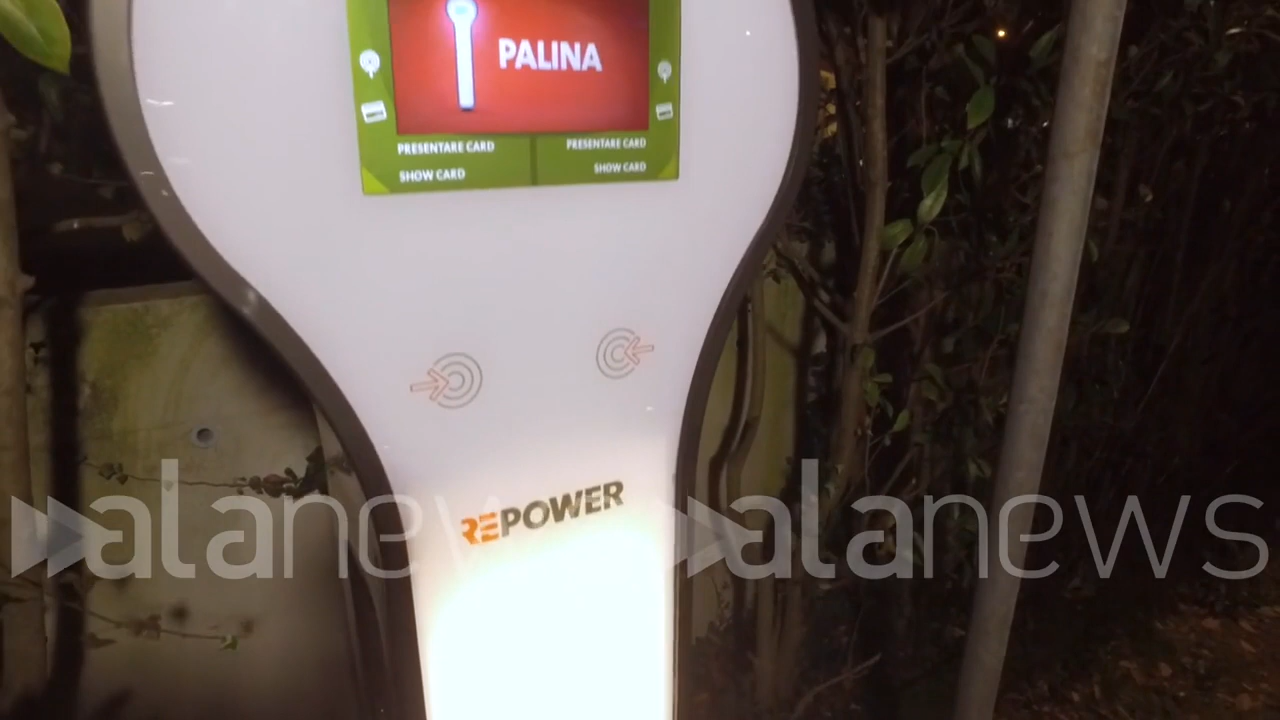 PALINA
PRESENTARE CARD
PRESENTARE CARD
SHOW CARD
SHOW CARD
REPOWER
alanews
alanews